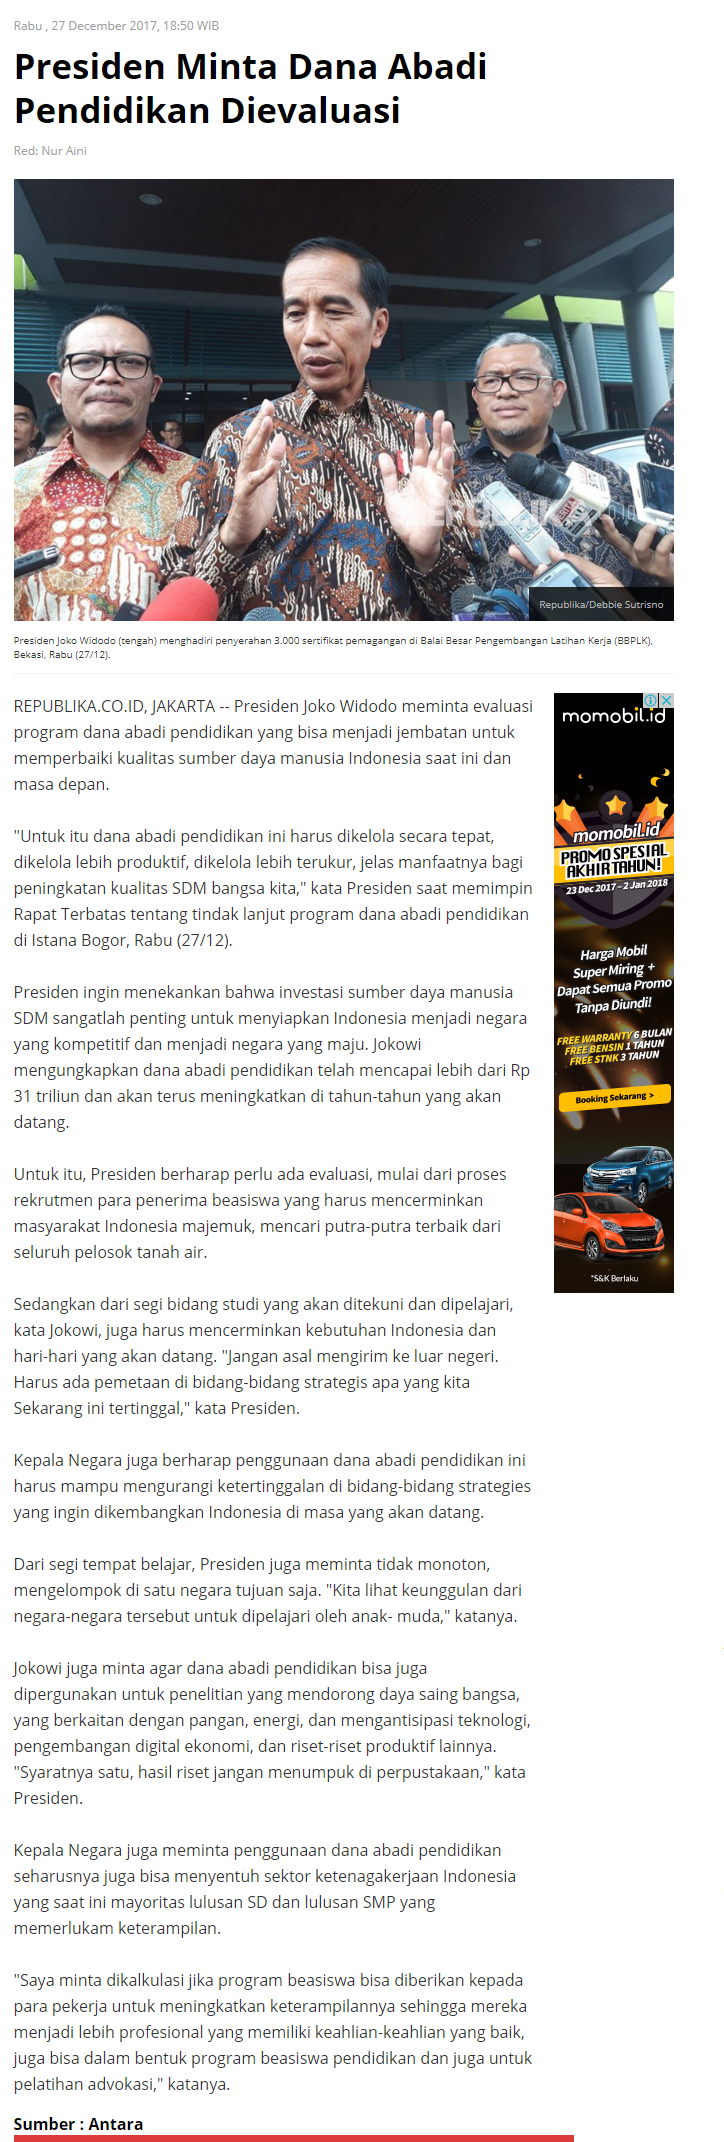 Rabu , 27 December 2017, 18:50 WIB
Presiden Minta Dana Abadi
Pendidikan Dievaluasi
Red: Nur Aini
Republika/Debbie Sutrisno
Presiden Joko Widodo (tengah) menghadiri penyerahan 3.000 sertifikat pemagangan di Balai Besar Pengembangan Latihan Kerja (BBPLK),
Bekasi, Rabu (27/12).
REPUBLIKA.CO.ID, JAKARTA -- Presiden Joko Widodo meminta evaluasi
program dana abadi pendidikan yang bisa menjadi jembatan untuk
memperbaiki kualitas sumber daya manusia Indonesia saat ini dan
masa depan.
"Untuk itu dana abadi pendidikan ini harus dikelola secara tepat,
dikelola lebih produktif, dikelola lebih terukur, jelas manfaatnya bagi
peningkatan kualitas SDM bangsa kita," kata Presiden saat memimpin
Rapat Terbatas tentang tindak lanjut program dana abadi pendidikan
di Istana Bogor, Rabu (27/12).
Presiden ingin menekankan bahwa investasi sumber daya manusia
SDM sangatlah penting untuk menyiapkan Indonesia menjadi negara
yang kompetitif dan menjadi negara yang maju. Jokowi
mengungkapkan dana abadi pendidikan telah mencapai lebih dari Rp
31 triliun dan akan terus meningkatkan di tahun-tahun yang akan
datang.
Untuk itu, Presiden berharap perlu ada evaluasi, mulai dari proses
rekrutmen para penerima beasiswa yang harus mencerminkan
masyarakat Indonesia majemuk, mencari putra-putra terbaik dari
seluruh pelosok tanah air.
Sedangkan dari segi bidang studi yang akan ditekuni dan dipelajari,
kata Jokowi, juga harus mencerminkan kebutuhan Indonesia dan
hari-hari yang akan datang. "Jangan asal mengirim ke luar negeri.
Harus ada pemetaan di bidang-bidang strategis apa yang kita
Sekarang ini tertinggal," kata Presiden.
Kepala Negara juga berharap penggunaan dana abadi pendidikan ini
harus mampu mengurangi ketertinggalan di bidang-bidang strategies
yang ingin dikembangkan Indonesia di masa yang akan datang.
Dari segi tempat belajar, Presiden juga meminta tidak monoton,
mengelompok di satu negara tujuan saja. "Kita lihat keunggulan dari
negara-negara tersebut untuk dipelajari oleh anak- muda," katanya.
Jokowi juga minta agar dana abadi pendidikan bisa juga
dipergunakan untuk penelitian yang mendorong daya saing bangsa,
yang berkaitan dengan pangan, energi, dan mengantisipasi teknologi,
pengembangan digital ekonomi, dan riset-riset produktif lainnya.
"Syaratnya satu, hasil riset jangan menumpuk di perpustakaan," kata
Presiden.
Kepala Negara juga meminta penggunaan dana abadi pendidikan
seharusnya juga bisa menyentuh sektor ketenagakerjaan Indonesia
yang saat ini mayoritas lulusan SD dan lulusan SMP yang
memerlukam keterampilan.
"Saya minta dikalkulasi jika program beasiswa bisa diberikan kepada
para pekerja untuk meningkatkan keterampilannya sehingga mereka
menjadi lebih profesional yang memiliki keahlian-keahlian yang baik,
juga bisa dalam bentuk program beasiswa pendidikan dan juga untuk
pelatihan advokasi," katanya.
Sumber : Antara
momobil.id
momobil.id
PROMO SPESIAL
AKHIR TAHUN!
23 Dec 2017 – 2 Jan 2018
Harga Mobil
Super Miring +
Dapat Semua Promo
Tanpa Diundi!
FREE WARRANTY 6 BULAN
FREE BENSIN 1 TAHUN
FREE STNK 3 TAHUN
Booking Sekarang >
*S&K Berlaku